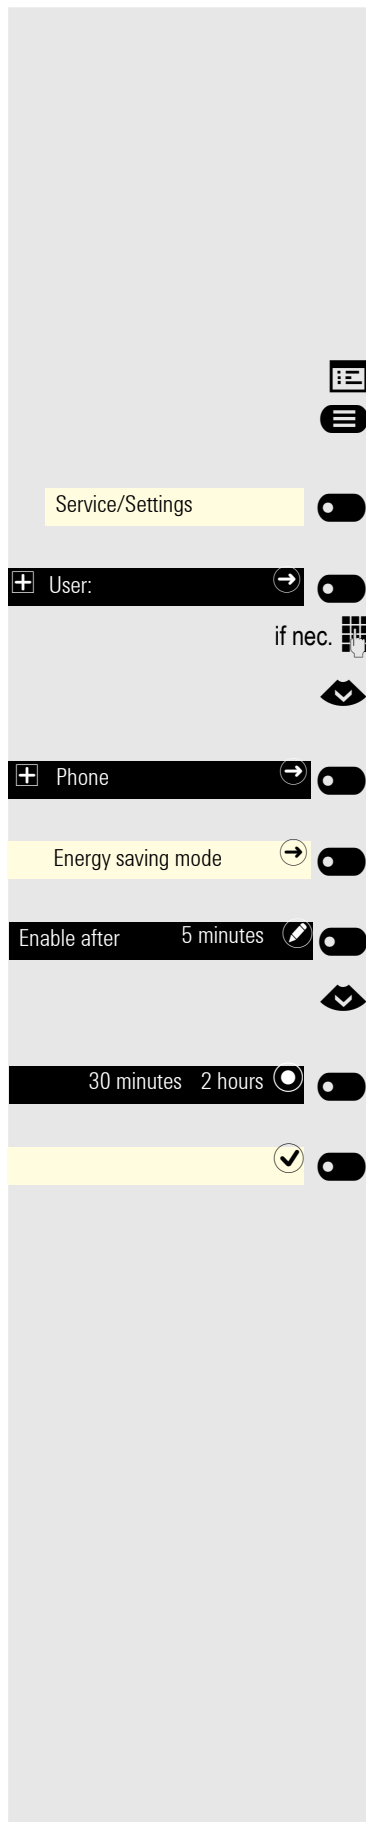 Service/Settings
User:
if nec.
Phone
Energy saving mode
Enable after 5 minutes
30 minutes 2 hours